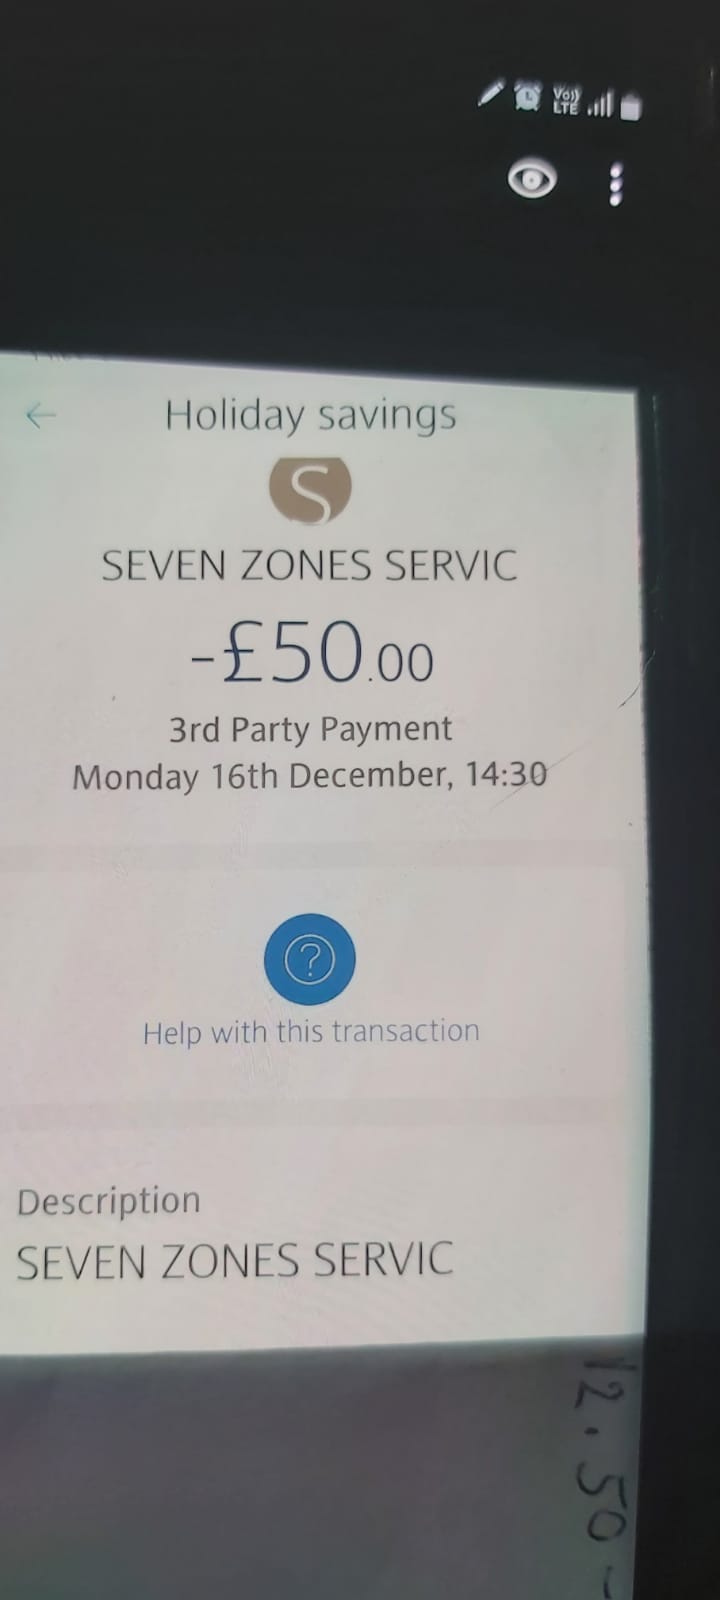 Vo))
LTE
Holiday savings
S
SEVEN ZONES SERVIC
-£50.00
3rd Party Payment
Monday 16th December, 14:30
?
Help with this transaction
Description
SEVEN ZONES SERVIC
12.50-